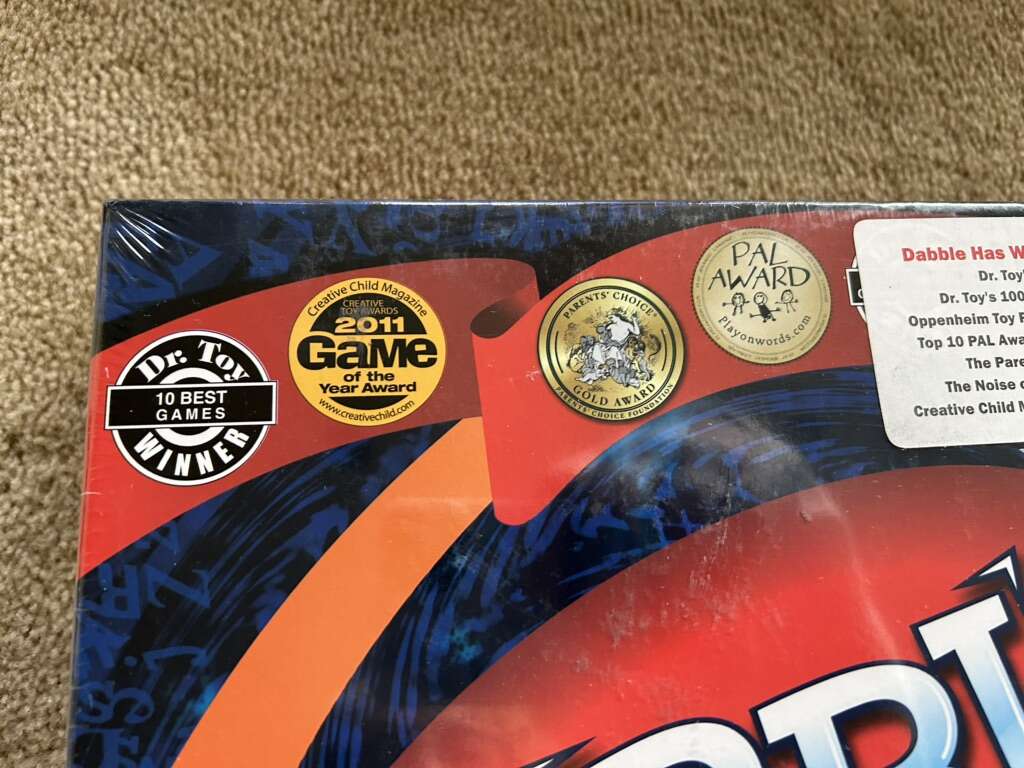 Dr. Toy
10 BEST
GAMES
WINNER
Creative Child Magazine
CREATIVE
TOY AWARDS
2011
Game
of the
Year Award
www.creativechild.com
PARENTS' CHOICE®
GOLD AWARD
PARENTS' CHOICE FOUNDATION
PAL
AWARD
Playonwords.com
Dabble Has W
Dr. Toy'
Dr. Toy's 100
Oppenheim Toy
Top 10 PAL Awa
The Pare
The Noise
Creative Child M